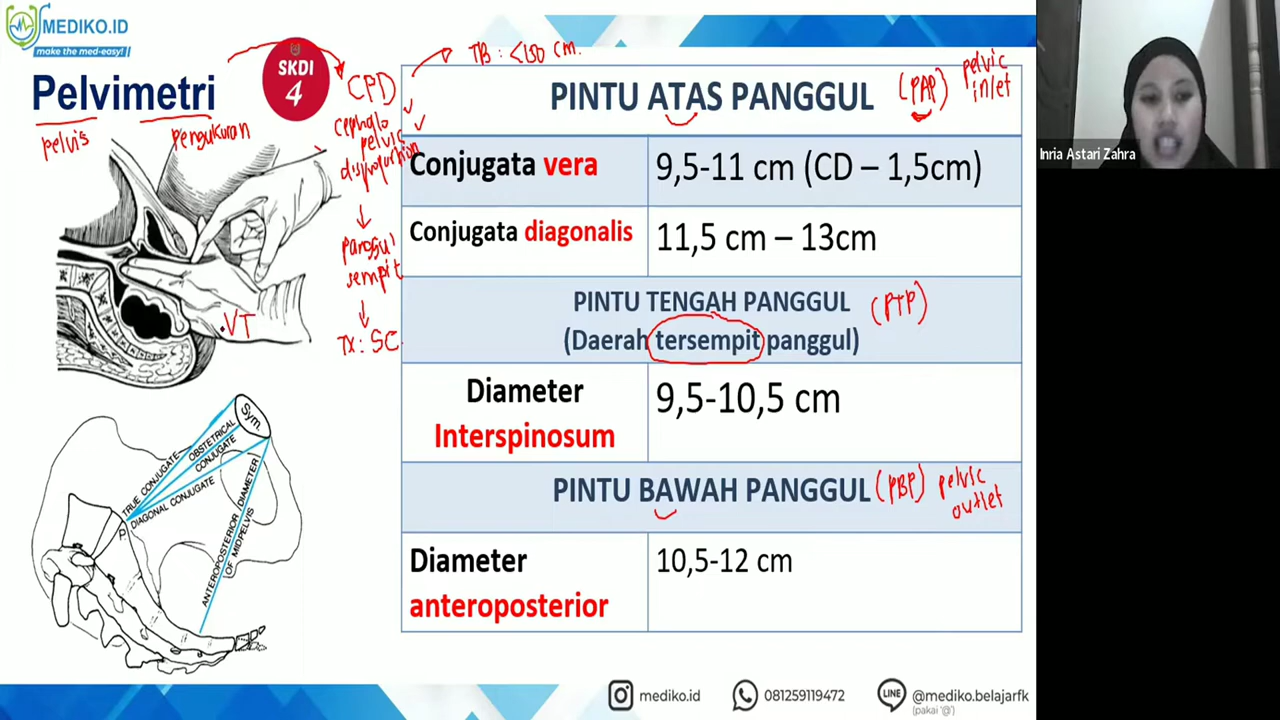 MEDIKO.ID
make the med-easy!
Pelvimetri
SKDI
4
pelvis
pengukuran
CPD
cephalo
pelvis
disproportion
panggul
sempit
Tx: SC
TB: <150 cm.
VT
PINTU ATAS PANGGUL
(PAP)
pelvic
inlet
Conjugata vera
9,5-11 cm (CD – 1,5cm)
Conjugata diagonalis
11,5 cm – 13cm
PINTU TENGAH PANGGUL
(PTP)
(Daerah tersempit panggul)
Diameter
Interspinosum
9,5-10,5 cm
PINTU BAWAH PANGGUL
(PBP)
pelvic
outlet
Diameter
anteroposterior
10,5-12 cm
Sym.
TRUE CONJUGATE
OBSTETRICAL
CONJUGATE
DIAGONAL CONJUGATE
P
ANTEROPOSTERIOR DIAMETER
OF MIDPELVIS
Inria Astari Zahra
mediko.id
081259119472
LINE
@mediko.belajarfk
(pakai '@')